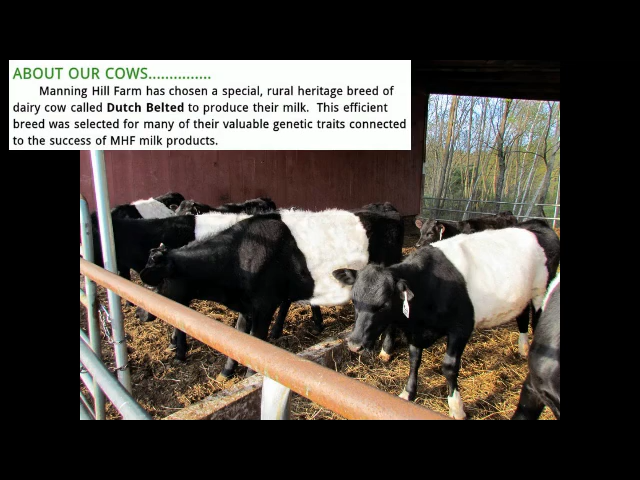 ABOUT OUR COWS...............
Manning Hill Farm has chosen a special, rural heritage breed of
dairy cow called Dutch Belted to produce their milk. This efficient
breed was selected for many of their valuable genetic traits connected
to the success of MHF milk products.